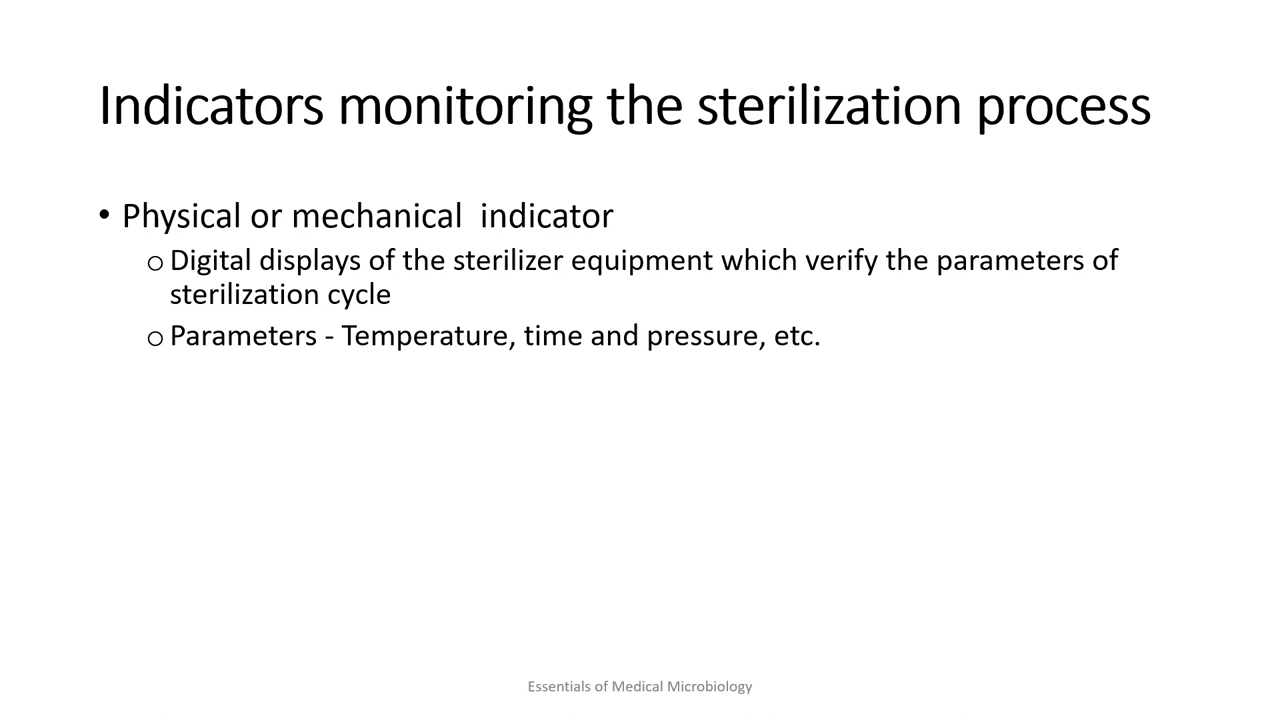 Indicators monitoring the sterilization process
• Physical or mechanical  indicator
o Digital displays of the sterilizer equipment which verify the parameters of
sterilization cycle
o Parameters - Temperature, time and pressure, etc.
Essentials of Medical Microbiology